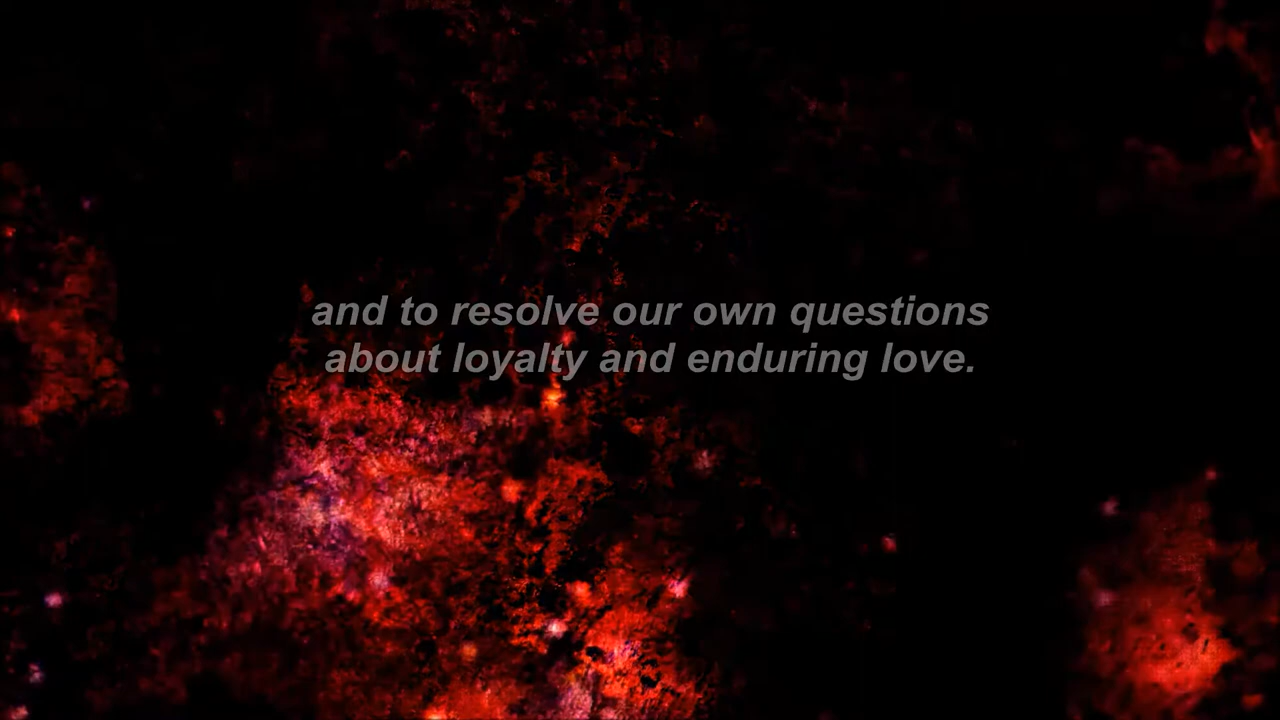 and to resolve our own questions
about loyalty and enduring love.